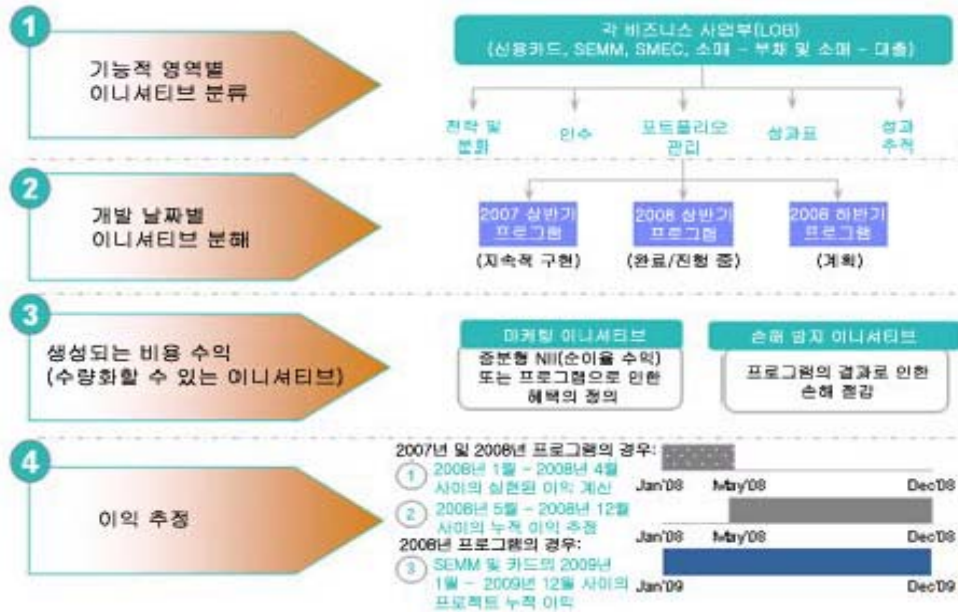 1
기능적 영역별
이니셔티브 분류
각 비즈니스 사업부(LOB)
(신용카드, SEMM, SMEC, 소매 – 부채 및 소매 – 대출)
전략 및
분화
인수
포트폴리오
관리
성과표
성과
추적
2
개발 날짜별
이니셔티브 분해
2007 상반기
프로그램
(지속적 구현)
2008 상반기
프로그램
(완료/진행 중)
2008 하반기
프로그램
(계획)
3
생성되는 비용 수익
(수량화할 수 있는 이니셔티브)
마케팅 이니셔티브
증분형 NII(순이율 수익)
또는 프로그램으로 인한
혜택의 정의
손해 방지 이니셔티브
프로그램의 결과로 인한
손해 절감
4
이익 추정
2007년 및 2008년 프로그램의 경우:
1
2008년 1월 – 2008년 4월
사이의 실현된 이익 계산
Jan'08 May'08 Dec'08
2
2008년 5월 – 2008년 12월
사이의 누적 이익 추정
Jan'08 May'08 Dec'08
2008년 프로그램의 경우:
3
SEMM 및 카드의 2009년
1월 – 2009년 12월 사이의
프로젝트 누적 이익
Jan'09 Dec'09